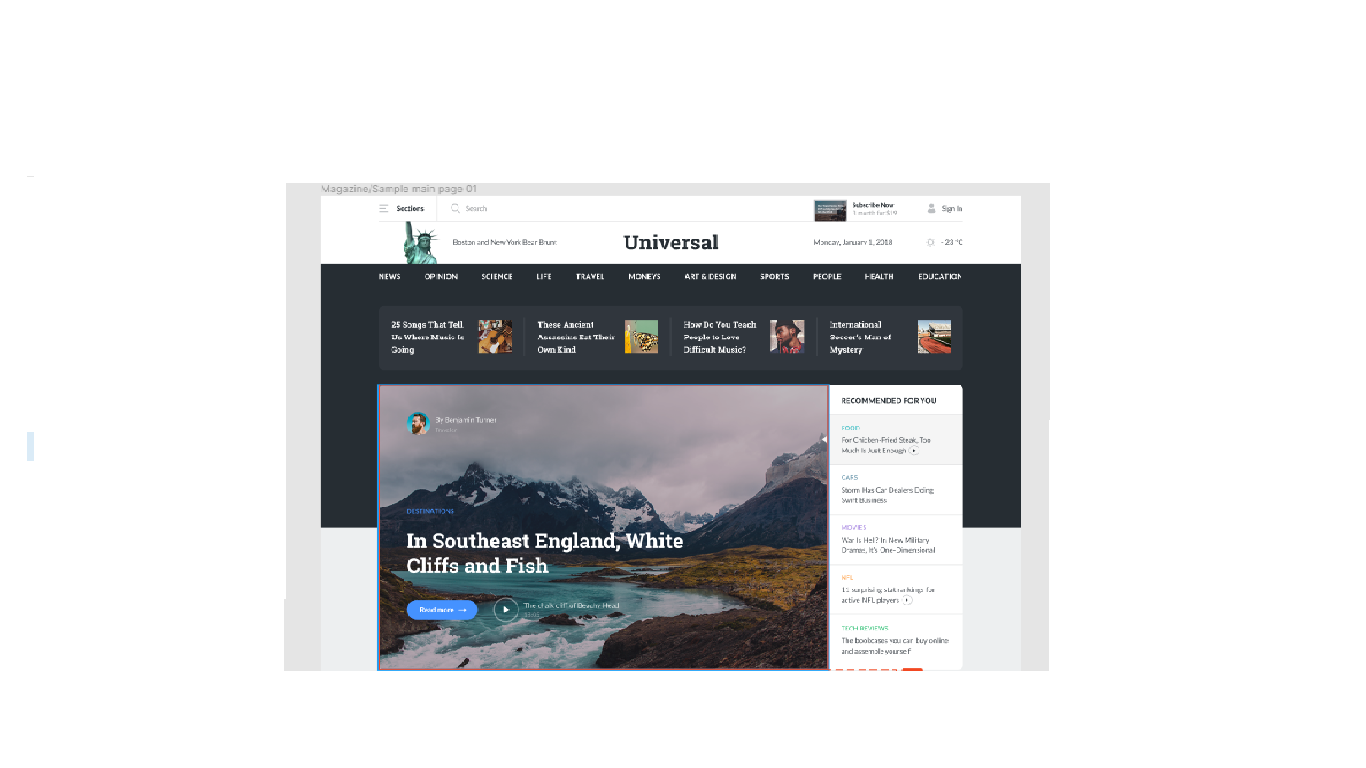 Magazine/Sample main page 01
Sections
Search
Subscribe Now
1 month for $19
Sign In
Boston and New York Bear Brunt
Universal
Monday, January 1, 2018
- 23 °C
NEWS OPINION SCIENCE LIFE TRAVEL MONEYS ART & DESIGN SPORTS PEOPLE HEALTH EDUCATION
25 Songs That Tell
Us Where Music Is
Going
These Ancient
Assassins Eat Their
Own Kind
How Do You Teach
People to Love
Difficult Music?
International
Soccer's Man of
Mystery
By Benjamin Turner
DESTINATIONS
In Southeast England, White
Cliffs and Fish
Read more →
The chalk cliff of Beachy Head
RECOMMENDED FOR YOU
FOOD
For Chicken-Fried Steak, Too
Much Is Just Enough
CARS
Storm Has Car Dealers Doing
Swift Business
MOVIES
War Is Hell? In New Military
Dramas, It's One-Dimensional
NFL
15 surprising stat rankings for
active NFL players
TECH REVIEWS
The bookcases you can buy online
and assemble yourself